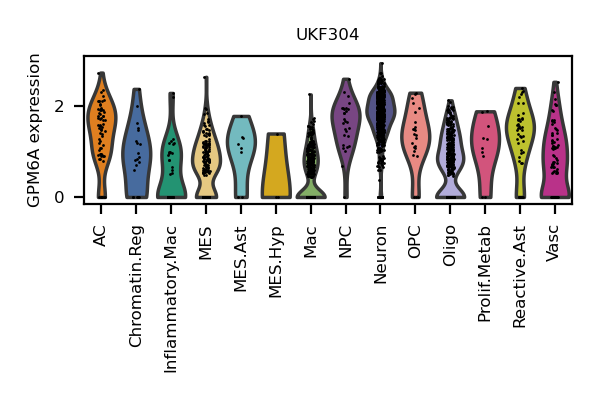 UKF304
GPM6A expression
2
0
AC
Chromatin.Reg
Inflammatory.Mac
MES
MES.Ast
MES.Hyp
Mac
NPC
Neuron
OPC
Oligo
Prolif.Metab
Reactive.Ast
Vasc